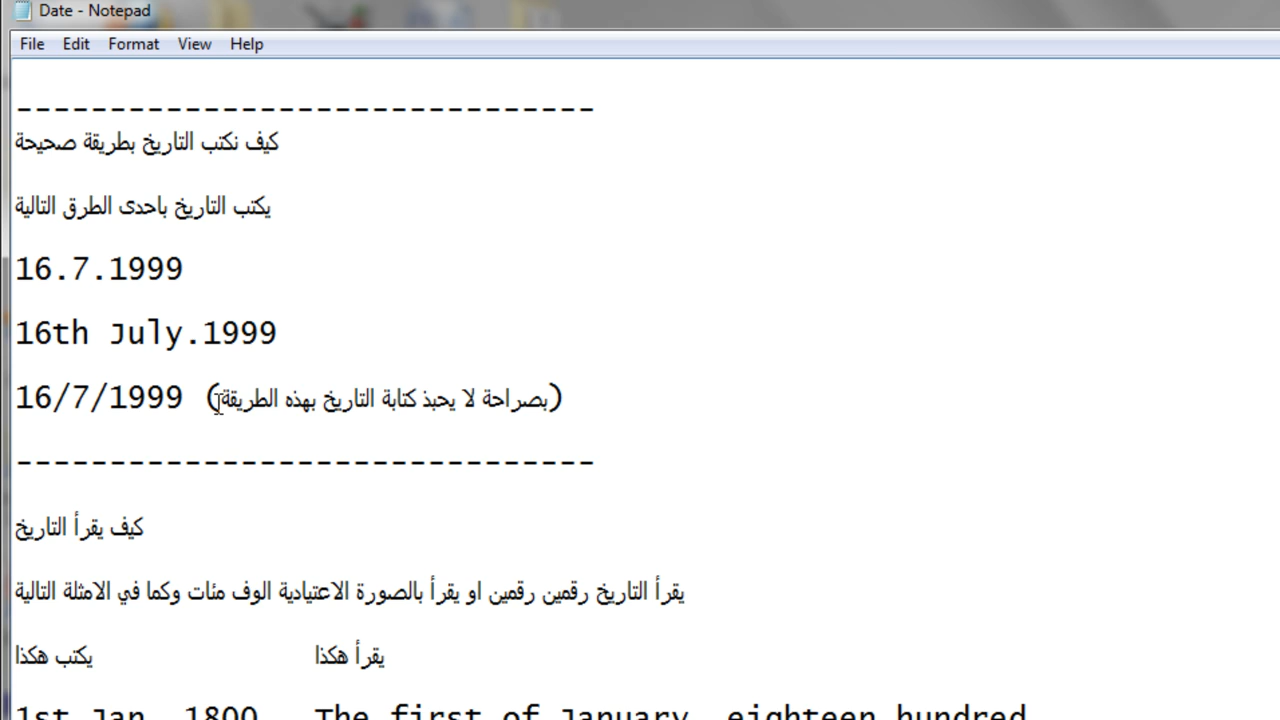 Date - Notepad
File Edit Format View Help
-------------------------------
كيف نكتب التاريخ بطريقة صحيحة
يكتب التاريخ باحدى الطرق التالية
16.7.1999
16th July.1999
16/7/1999 (بصراحة لا يحبذ كتابة التاريخ بهذه الطريقة)
-------------------------------
كيف يقرأ التاريخ
يقرأ التاريخ رقمين رقمين او يقرأ بالصورة الاعتيادية الوف مئات وكما في الامثلة التالية
يكتب هكذا يقرأ هكذا
1st Jan. 1800 The first of January, eighteen hundred